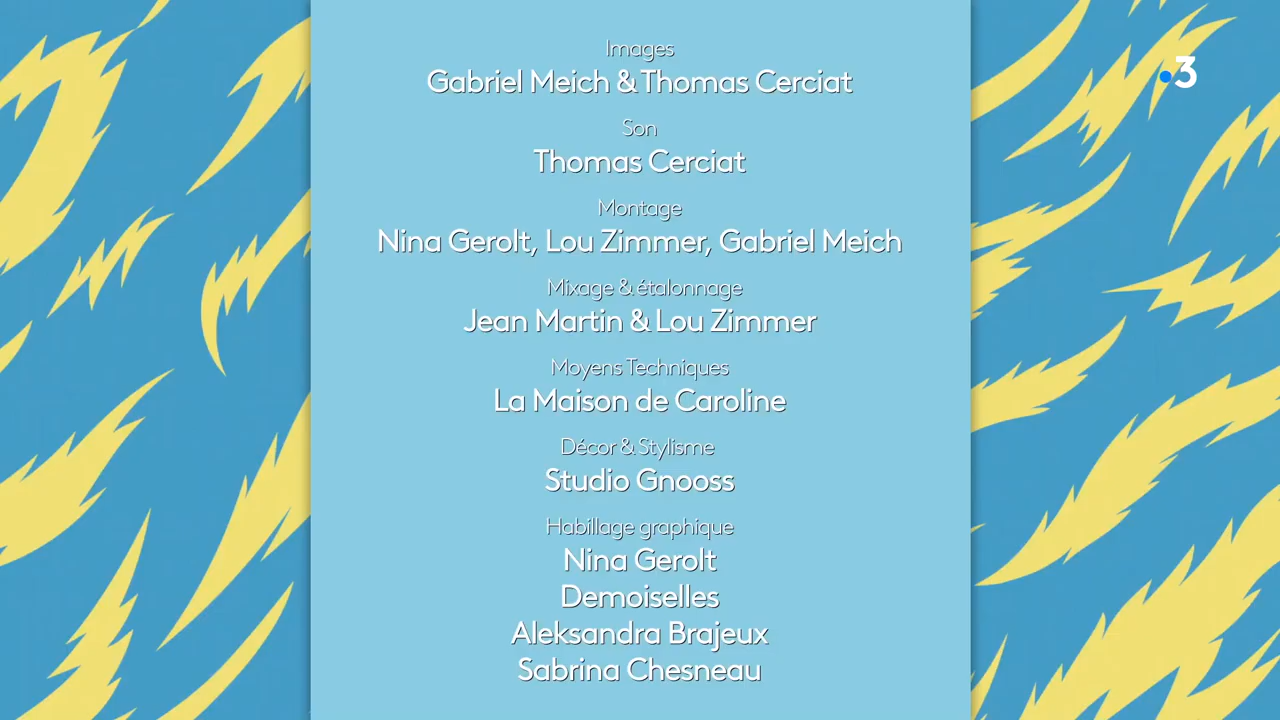 Images
Gabriel Meich & Thomas Cerciat
Son
Thomas Cerciat
Montage
Nina Gerolt, Lou Zimmer, Gabriel Meich
Mixage & étalonnage
Jean Martin & Lou Zimmer
Moyens Techniques
La Maison de Caroline
Décor & Stylisme
Studio Gnooss
Habillage graphique
Nina Gerolt
Demoiselles
Aleksandra Brajeux
Sabrina Chesneau
3